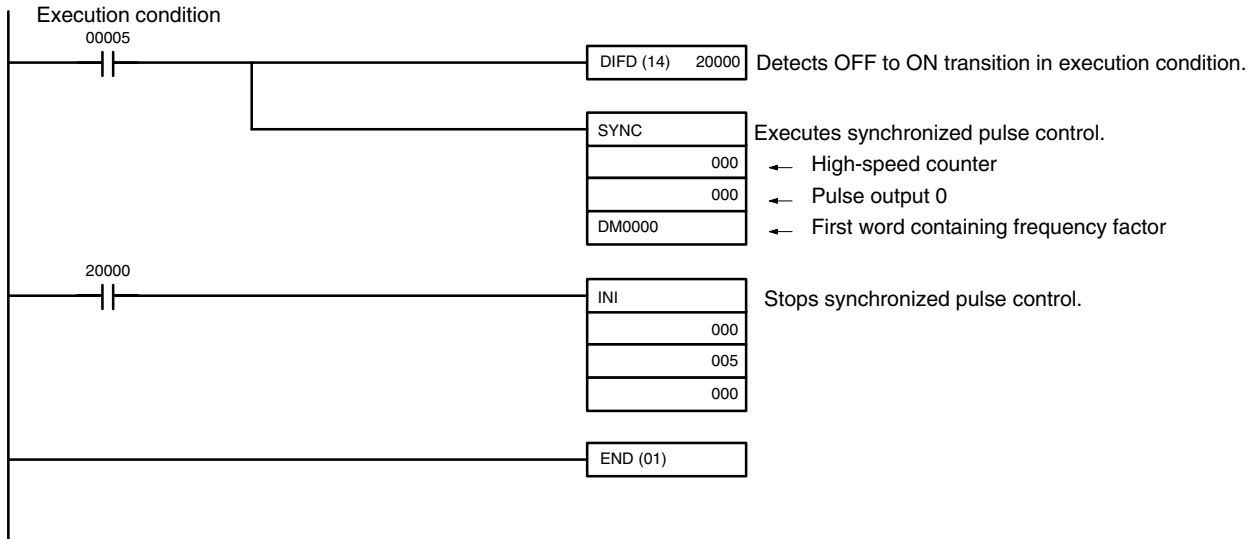 Execution condition
00005
DIFD (14) 20000 Detects OFF to ON transition in execution condition.
SYNC Executes synchronized pulse control.
000 ← High-speed counter
000 ← Pulse output 0
DM0000 ← First word containing frequency factor
20000
INI Stops synchronized pulse control.
000
005
000
END (01)